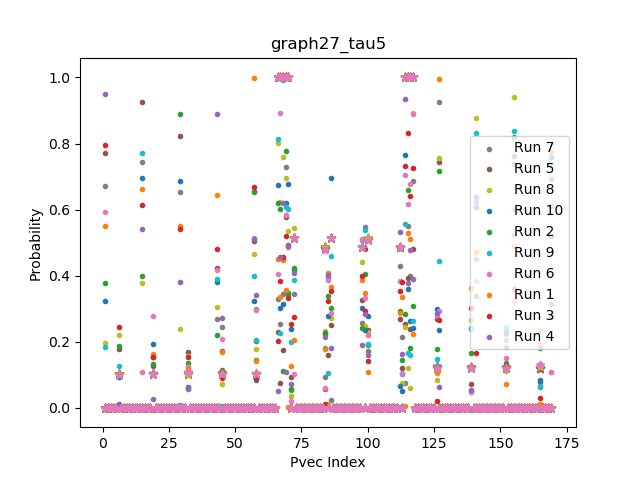 graph27_tau5
1.0
0.8
0.6
0.4
0.2
0.0
Probability
Run 7
Run 5
Run 8
Run 10
Run 2
Run 9
Run 6
Run 1
Run 3
Run 4
0 25 50 75 100 125 150 175
Pvec Index